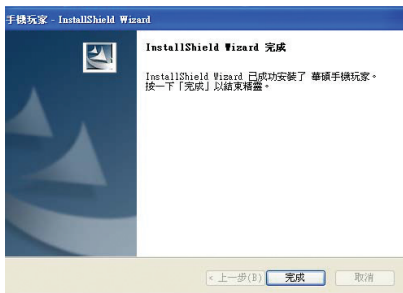 手機玩家 - InstallShield Wizard
InstallShield Wizard 完成
InstallShield Wizard 已成功安裝了 華碩手機玩家。
按一下「完成」以結束精靈。
< 上一步(B)
完成
取消